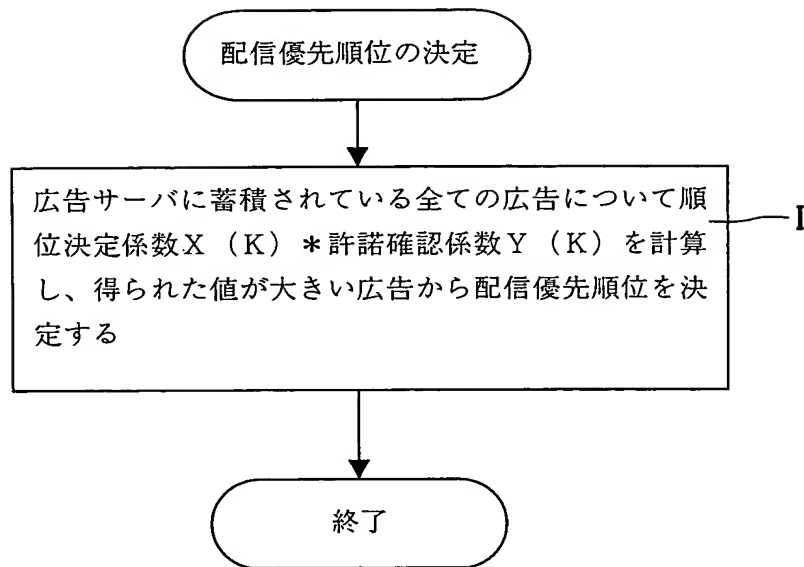 配信優先順位の決定
広告サーバに蓄積されている全ての広告について順
位決定係数X（K）＊許諾確認係数Y（K）を計算
し、得られた値が大きい広告から配信優先順位を決
定する
I
終了